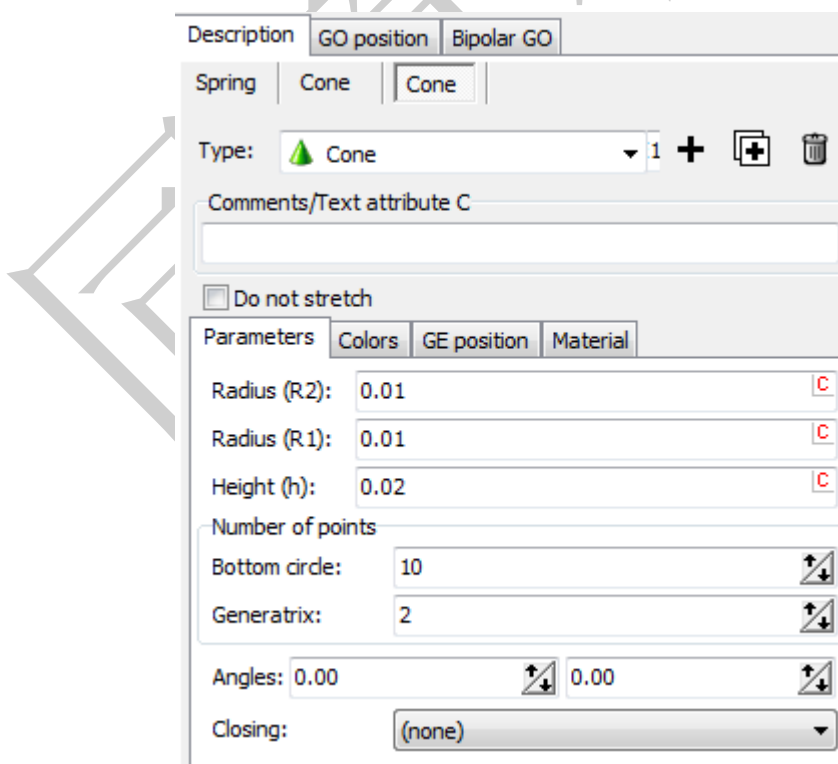 Description GO position Bipolar GO
Spring Cone Cone
Type: Cone 1
Comments/Text attribute C
Do not stretch
Parameters Colors GE position Material
Radius (R2): 0.01 C
Radius (R1): 0.01 C
Height (h): 0.02 C
Number of points
Bottom circle: 10
Generatrix: 2
Angles: 0.00 0.00
Closing: (none)